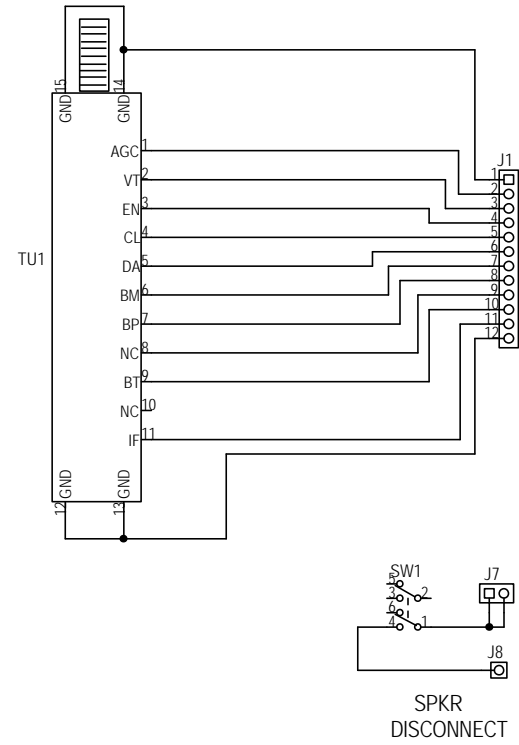 15
GND
14
GND
AGC 1
VT 2
EN 3
CL 4
DA 5
BM 6
BP 7
NC 8
BT 9
NC 10
IF 11
TU1
12
GND
13
GND
J1
1
2
3
4
5
6
7
8
9
10
11
12
SW1
5
3
2
6
4
1
J7
J8
SPKR
DISCONNECT